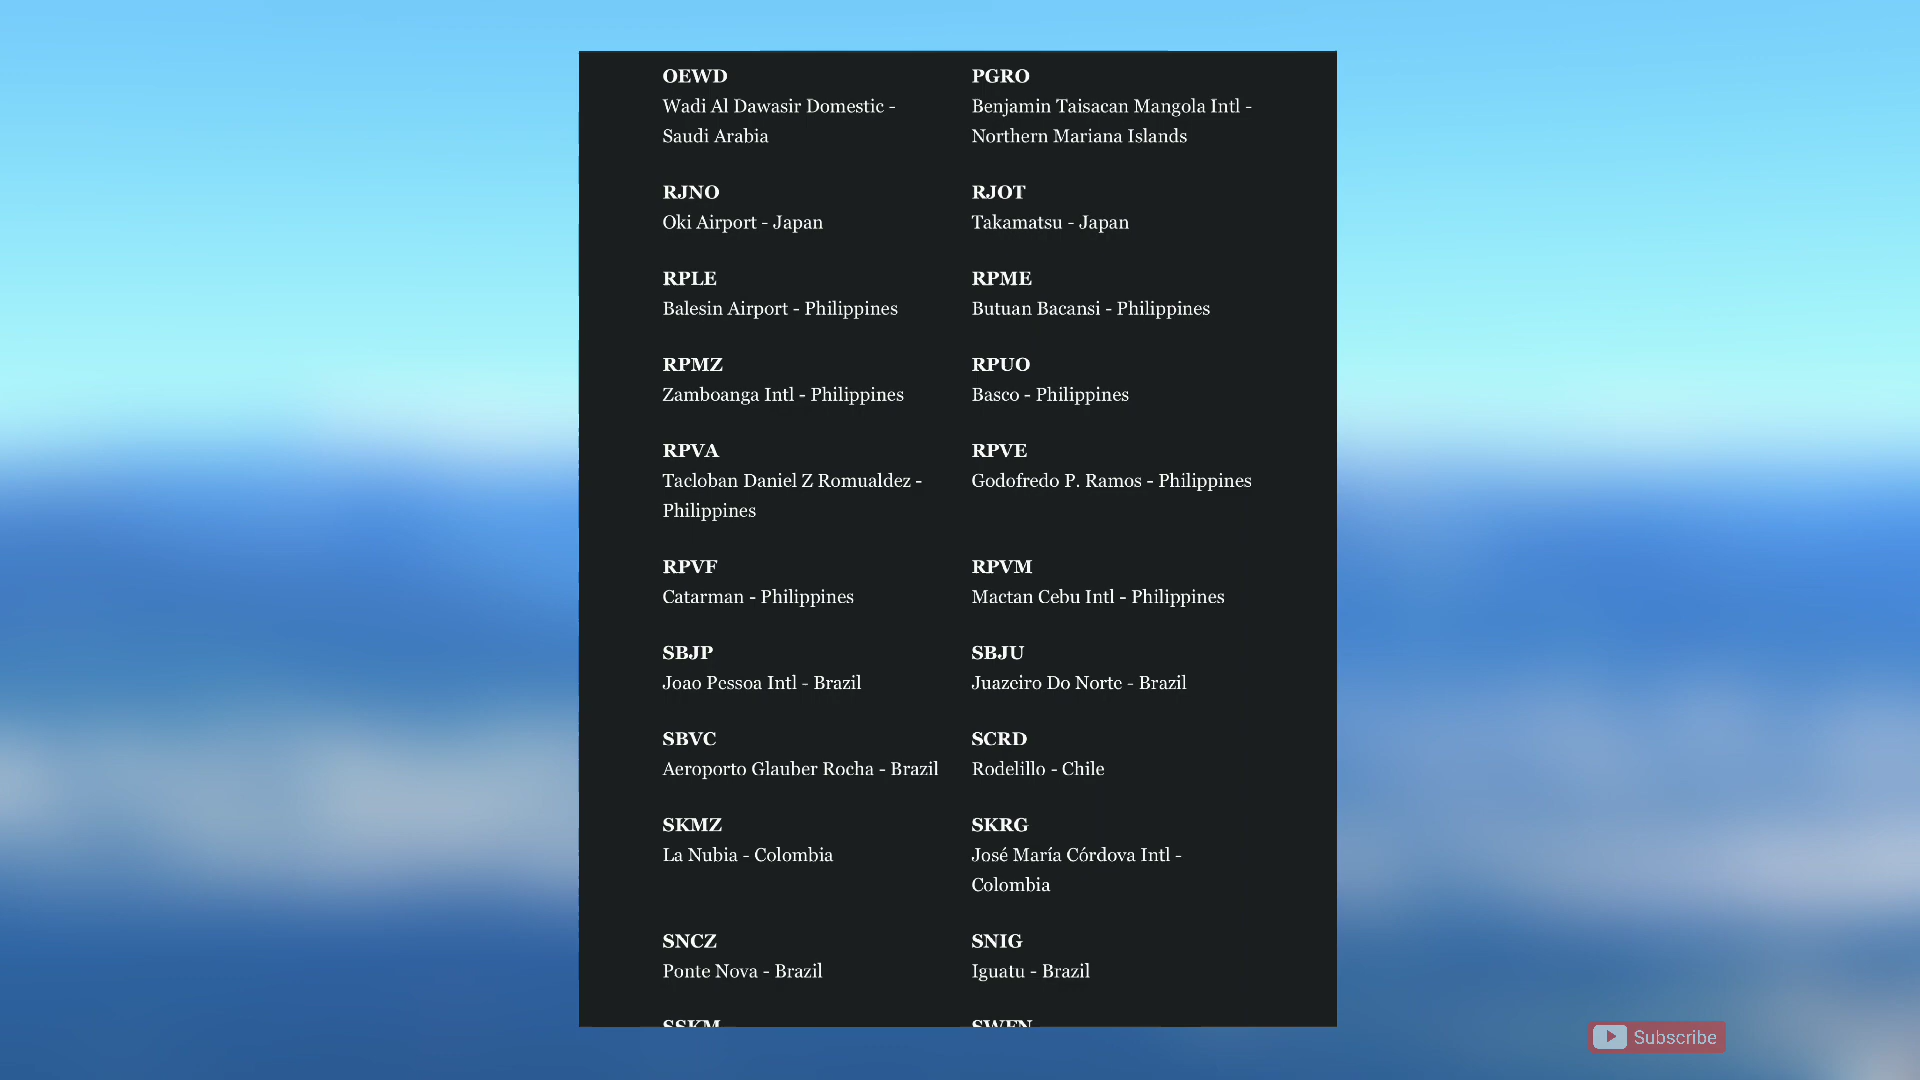 OEWD
Wadi Al Dawasir Domestic -
Saudi Arabia
PGRO
Benjamin Taisacan Mangola Intl -
Northern Mariana Islands
RJNO
Oki Airport - Japan
RJOT
Takamatsu - Japan
RPLE
Balesin Airport - Philippines
RPME
Butuan Bacansi - Philippines
RPMZ
Zamboanga Intl - Philippines
RPUO
Basco - Philippines
RPVA
Tacloban Daniel Z Romualdez -
Philippines
RPVE
Godofredo P. Ramos - Philippines
RPVF
Catarman - Philippines
RPVM
Mactan Cebu Intl - Philippines
SBJP
Joao Pessoa Intl - Brazil
SBJU
Juazeiro Do Norte - Brazil
SBVC
Aeroporto Glauber Rocha - Brazil
SCRD
Rodelillo - Chile
SKMZ
La Nubia - Colombia
SKRG
José María Córdova Intl -
Colombia
SNCZ
Ponte Nova - Brazil
SNIG
Iguatu - Brazil
Subscribe